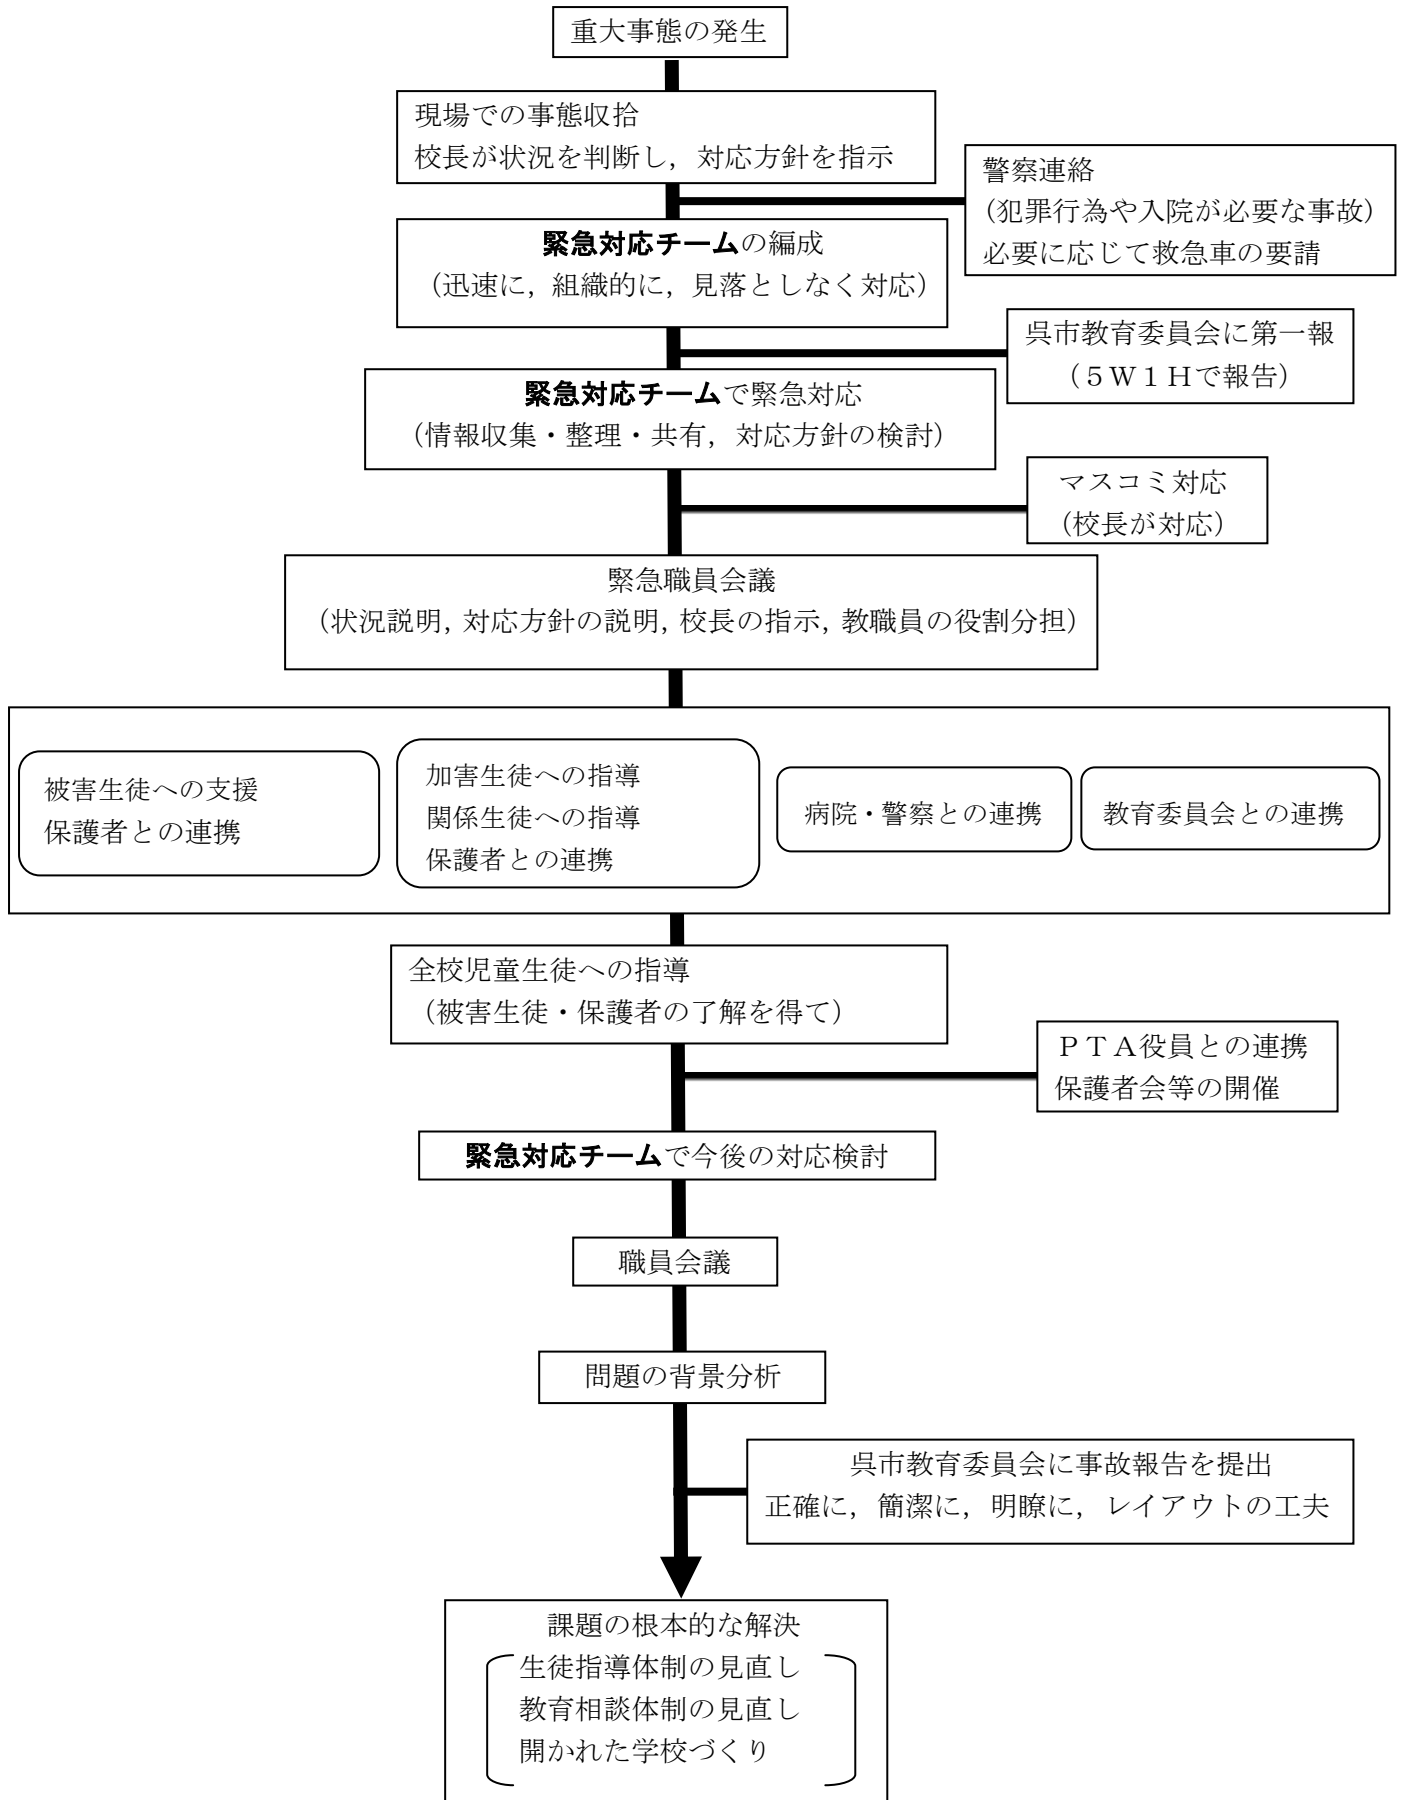 重大事態の発生
現場での事態収拾
校長が状況を判断し，対応方針を指示
警察連絡
（犯罪行為や入院が必要な事故）
必要に応じて救急車の要請
緊急対応チームの編成
（迅速に，組織的に，見落としなく対応）
呉市教育委員会に第一報
（５Ｗ１Ｈで報告）
緊急対応チームで緊急対応
（情報収集・整理・共有，対応方針の検討）
マスコミ対応
（校長が対応）
緊急職員会議
（状況説明，対応方針の説明，校長の指示，教職員の役割分担）
被害生徒への支援
保護者との連携
加害生徒への指導
関係生徒への指導
保護者との連携
病院・警察との連携
教育委員会との連携
全校児童生徒への指導
（被害生徒・保護者の了解を得て）
ＰＴＡ役員との連携
保護者会等の開催
緊急対応チームで今後の対応検討
職員会議
問題の背景分析
呉市教育委員会に事故報告を提出
正確に，簡潔に，明瞭に，レイアウトの工夫
課題の根本的な解決
生徒指導体制の見直し
教育相談体制の見直し
開かれた学校づくり